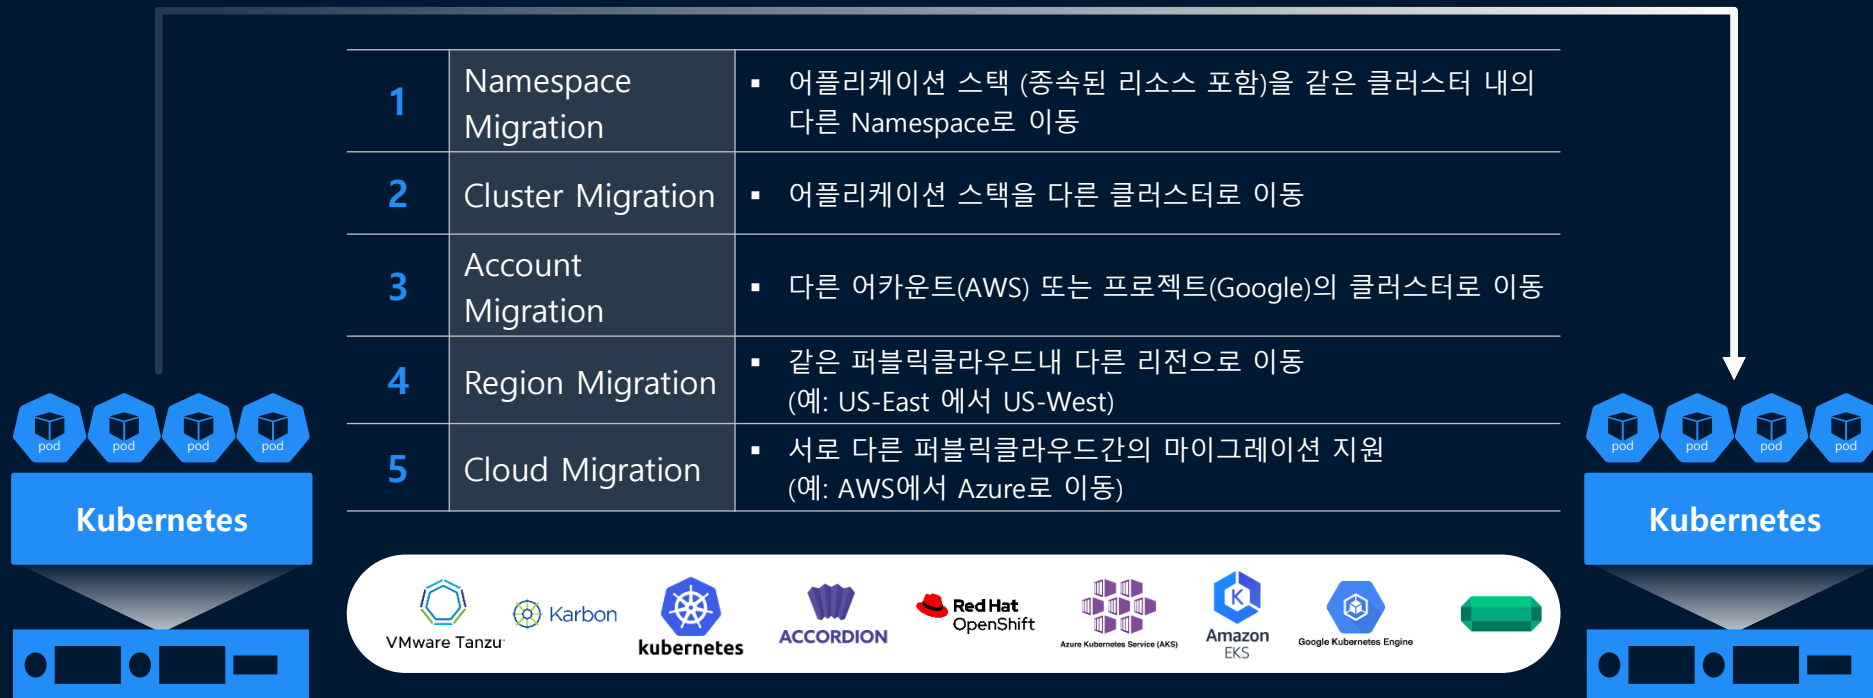 1
Namespace
Migration
▪ 어플리케이션 스택 (종속된 리소스 포함)을 같은 클러스터 내의
다른 Namespace로 이동
2
Cluster Migration
▪ 어플리케이션 스택을 다른 클러스터로 이동
3
Account
Migration
▪ 다른 어카운트(AWS) 또는 프로젝트(Google)의 클러스터로 이동
4
Region Migration
▪ 같은 퍼블릭클라우드내 다른 리전으로 이동
(예: US-East 에서 US-West)
5
Cloud Migration
▪ 서로 다른 퍼블릭클라우드간의 마이그레이션 지원
(예: AWS에서 Azure로 이동)
pod
pod
pod
pod
Kubernetes
pod
pod
pod
pod
Kubernetes
VMware Tanzu
Karbon
kubernetes
ACCORDION
Red Hat
OpenShift
Azure Kubernetes Service (AKS)
K
Amazon
EKS
Google Kubernetes Engine